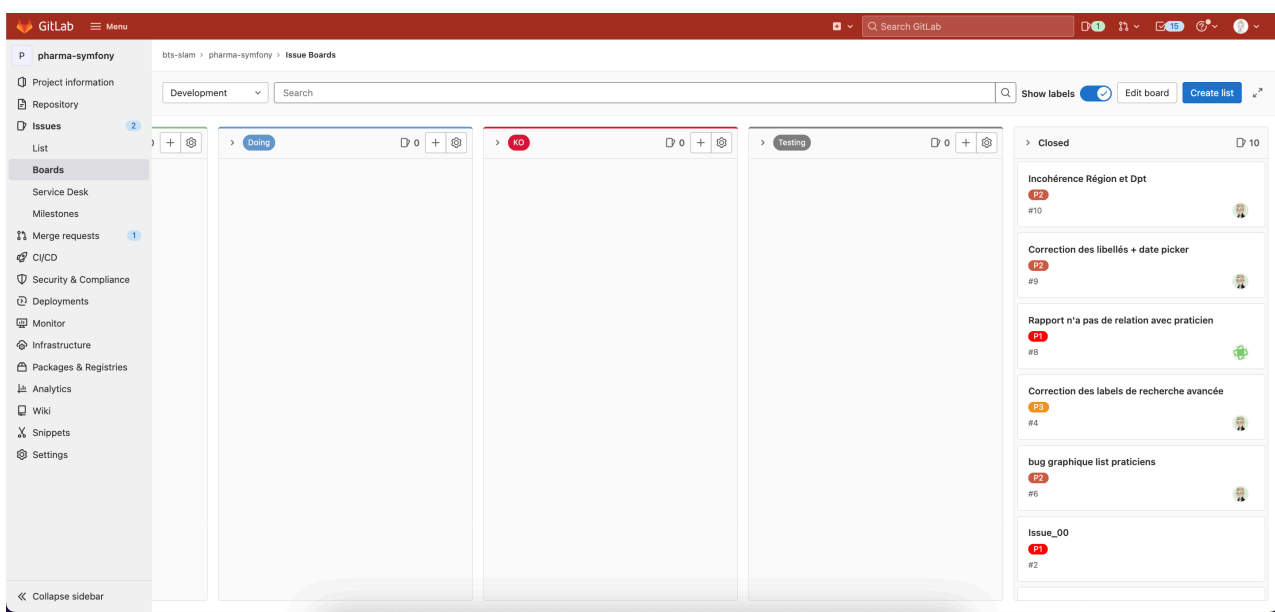 GitLab Menu Search GitLab 1 15
P pharma-symfony
bts-slam > pharma-symfony > Issue Boards
Project information
Repository
Issues 2
List
Boards
Service Desk
Milestones
Merge requests 1
CI/CD
Security & Compliance
Deployments
Monitor
Infrastructure
Packages & Registries
Analytics
Wiki
Snippets
Settings
Collapse sidebar
Development Search Show labels Edit board Create list
Doing 0
KO 0
Testing 0
Closed 10
Incohérence Région et Dpt
P2
#10
Correction des libellés + date picker
P2
#9
Rapport n'a pas de relation avec praticien
P1
#8
Correction des labels de recherche avancée
P3
#4
bug graphique list praticiens
P2
#6
Issue_00
P1
#2